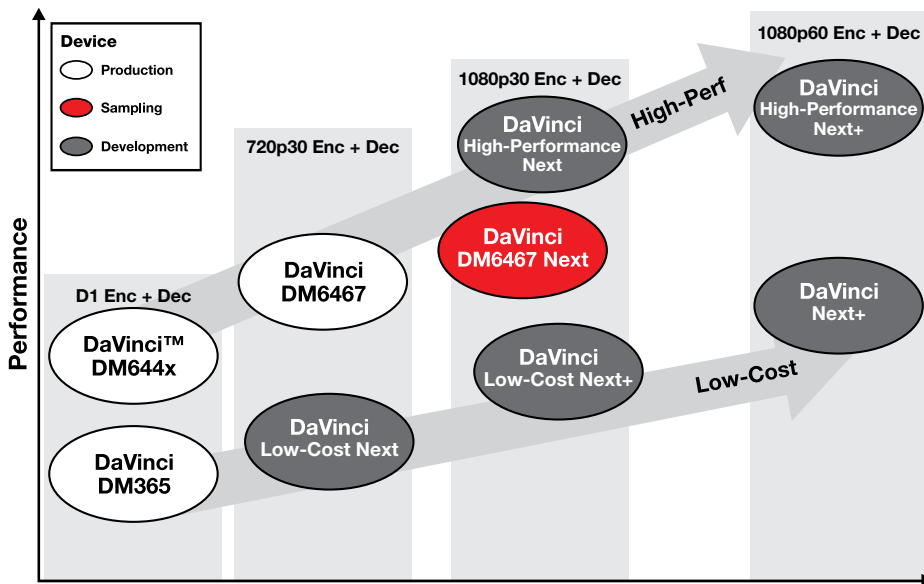 Device
Production
Sampling
Development
Performance
D1 Enc + Dec
DaVinci™
DM644x
DaVinci
DM365
720p30 Enc + Dec
DaVinci
DM6467
DaVinci
Low-Cost Next
1080p30 Enc + Dec
DaVinci
High-Performance
Next
DaVinci
DM6467 Next
DaVinci
Low-Cost Next+
High-Perf
Low-Cost
1080p60 Enc + Dec
DaVinci
High-Performance
Next+
DaVinci
Next+